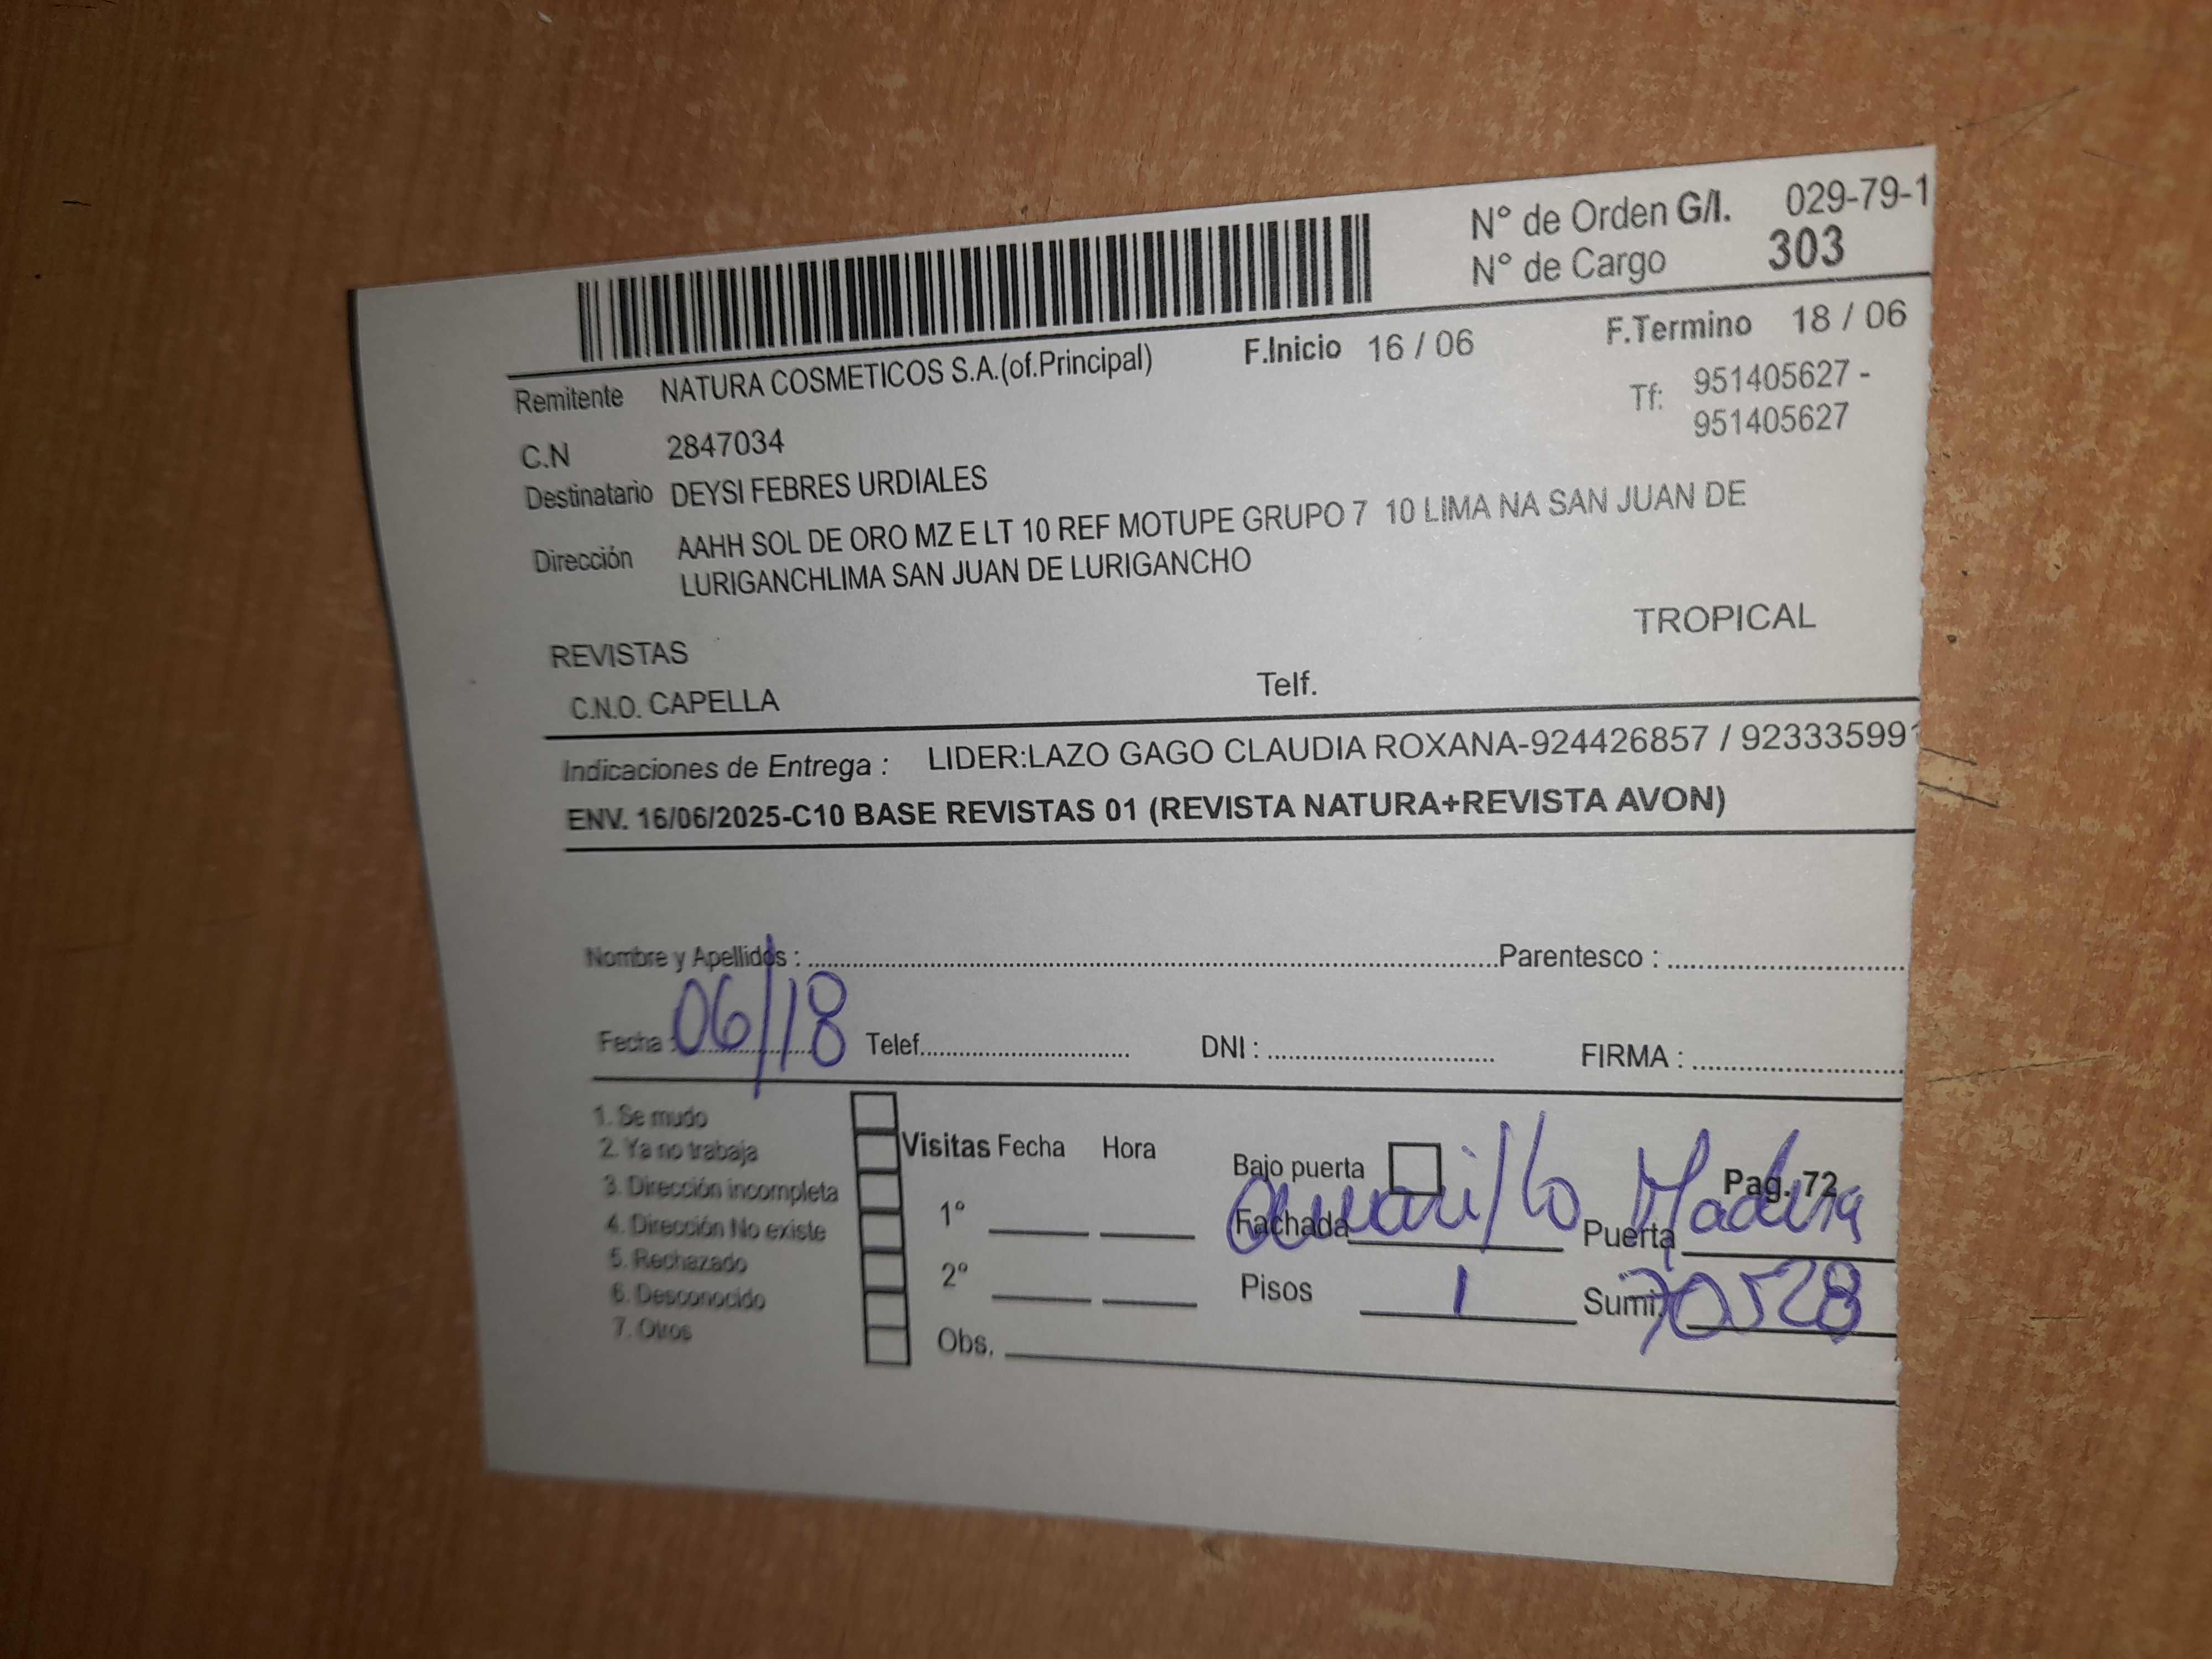 N° de Orden G/I. 029-79-1
N° de Cargo 303
F.Inicio 16 / 06 F.Termino 18 / 06
Remitente NATURA COSMETICOS S.A.(of.Principal)
Tf: 951405627 -
951405627
C.N 2847034
Destinatario DEYSI FEBRES URDIALES
Dirección AAHH SOL DE ORO MZ E LT 10 REF MOTUPE GRUPO 7 10 LIMA NA SAN JUAN DE
LURIGANCHLIMA SAN JUAN DE LURIGANCHO
TROPICAL
REVISTAS
C.N.O. CAPELLA Telf.
Indicaciones de Entrega : LIDER:LAZO GAGO CLAUDIA ROXANA-924426857 / 923335991
ENV. 16/06/2025-C10 BASE REVISTAS 01 (REVISTA NATURA+REVISTA AVON)
Nombre y Apellidos : Parentesco :
Fecha : 06/18 Telef. DNI : FIRMA :
1. Se mudo
2. Ya no trabaja
3. Dirección incompleta
4. Dirección No existe
5. Rechazado
6. Desconocido
7. Otros
Visitas Fecha Hora
1°
2°
Obs.
Bajo puerta Pag. 72
Fachada amarillo Puerta Madera
Pisos 1 Sumi. 70528